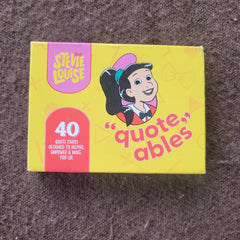 STEVIE
LOUISE
40
QUOTE CARDS
DESIGNED TO INSPIRE,
EMPOWER & MAKE
YOU LOL
"quote,"
ables